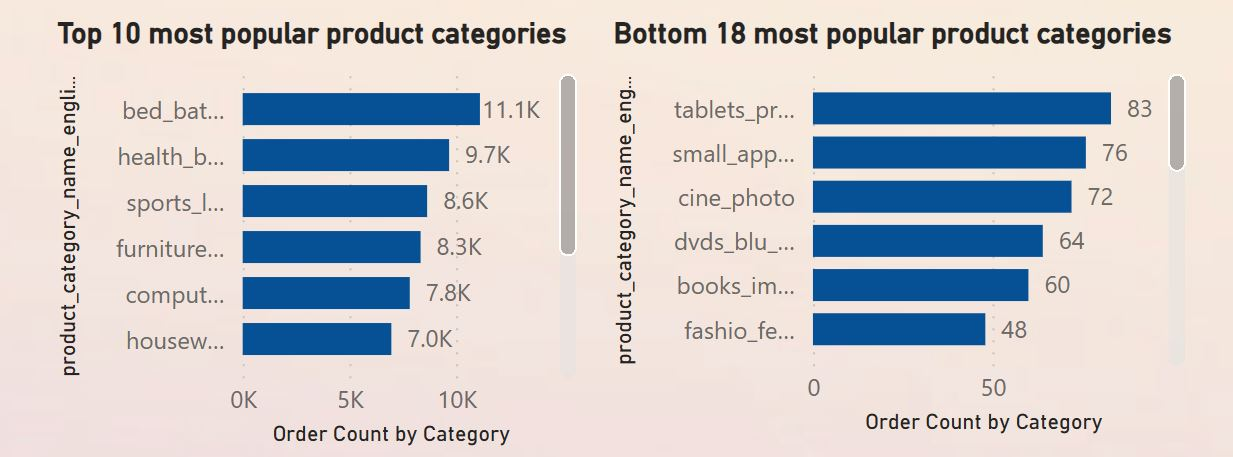 Top 10 most popular product categories
product_category_name_engli...
bed_bat... 11.1K
health_b... 9.7K
sports_l... 8.6K
furniture... 8.3K
comput... 7.8K
housew... 7.0K
0K 5K 10K
Order Count by Category
Bottom 18 most popular product categories
product_category_name_eng...
tablets_pr... 83
small_app... 76
cine_photo 72
dvds_blu_... 64
books_im... 60
fashio_fe... 48
0 50
Order Count by Category